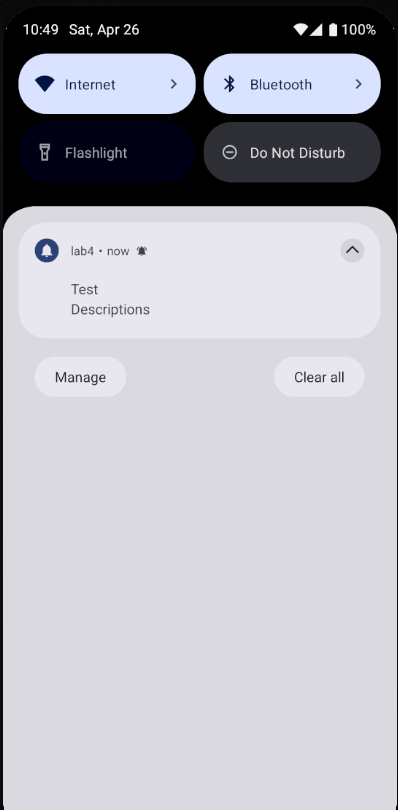 10:49 Sat, Apr 26 100%
Internet
Bluetooth
Flashlight
Do Not Disturb
lab4 • now
Test
Descriptions
Manage
Clear all